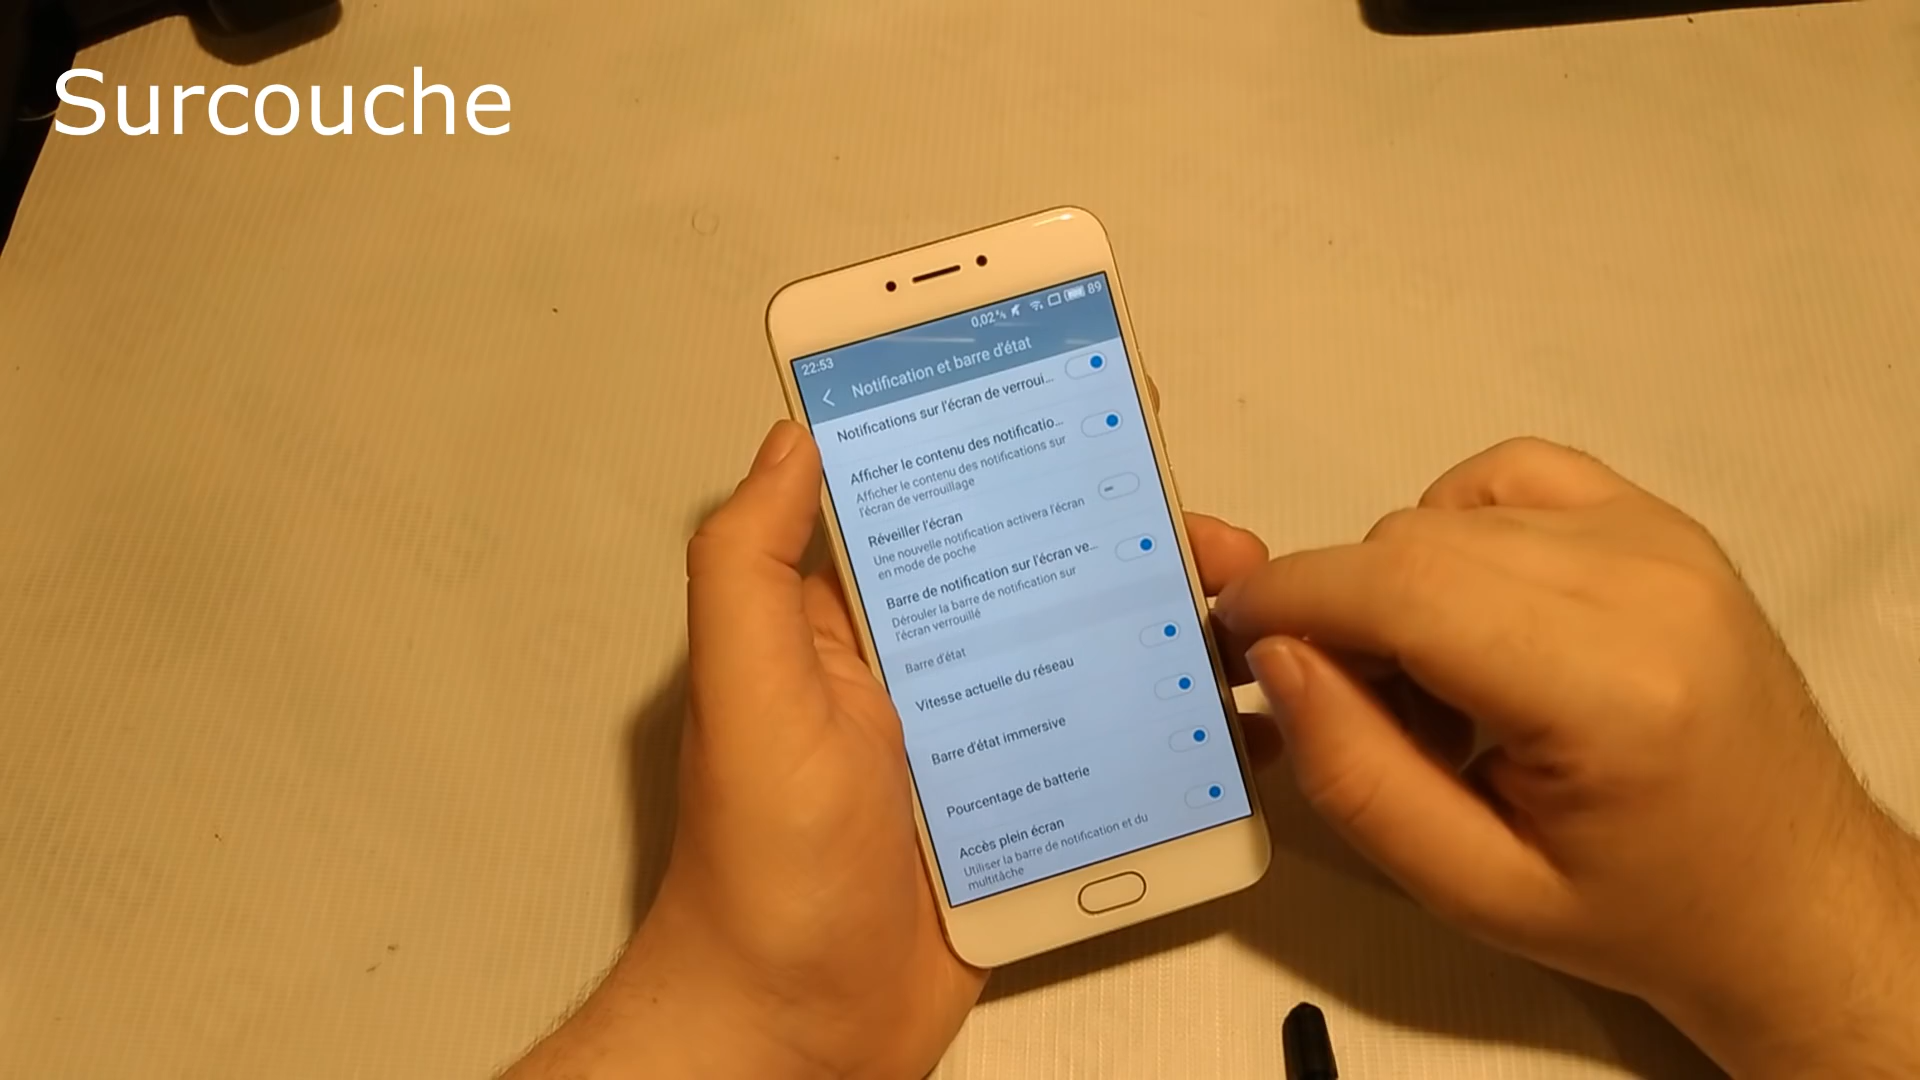 Surcouche
22:53
0,02 89
Notification et barre d'état
Notifications sur l'écran de verroui...
Afficher le contenu des notificatio...
Afficher le contenu des notifications sur
l'écran de verrouillage
Réveiller l'écran
Une nouvelle notification activera l'écran
en mode de poche
Barre de notification sur l'écran ve...
Dérouler la barre de notification sur
l'écran verrouillé
Barre d'état
Vitesse actuelle du réseau
Barre d'état immersive
Pourcentage de batterie
Accès plein écran
Utiliser la barre de notification et du
multitâche